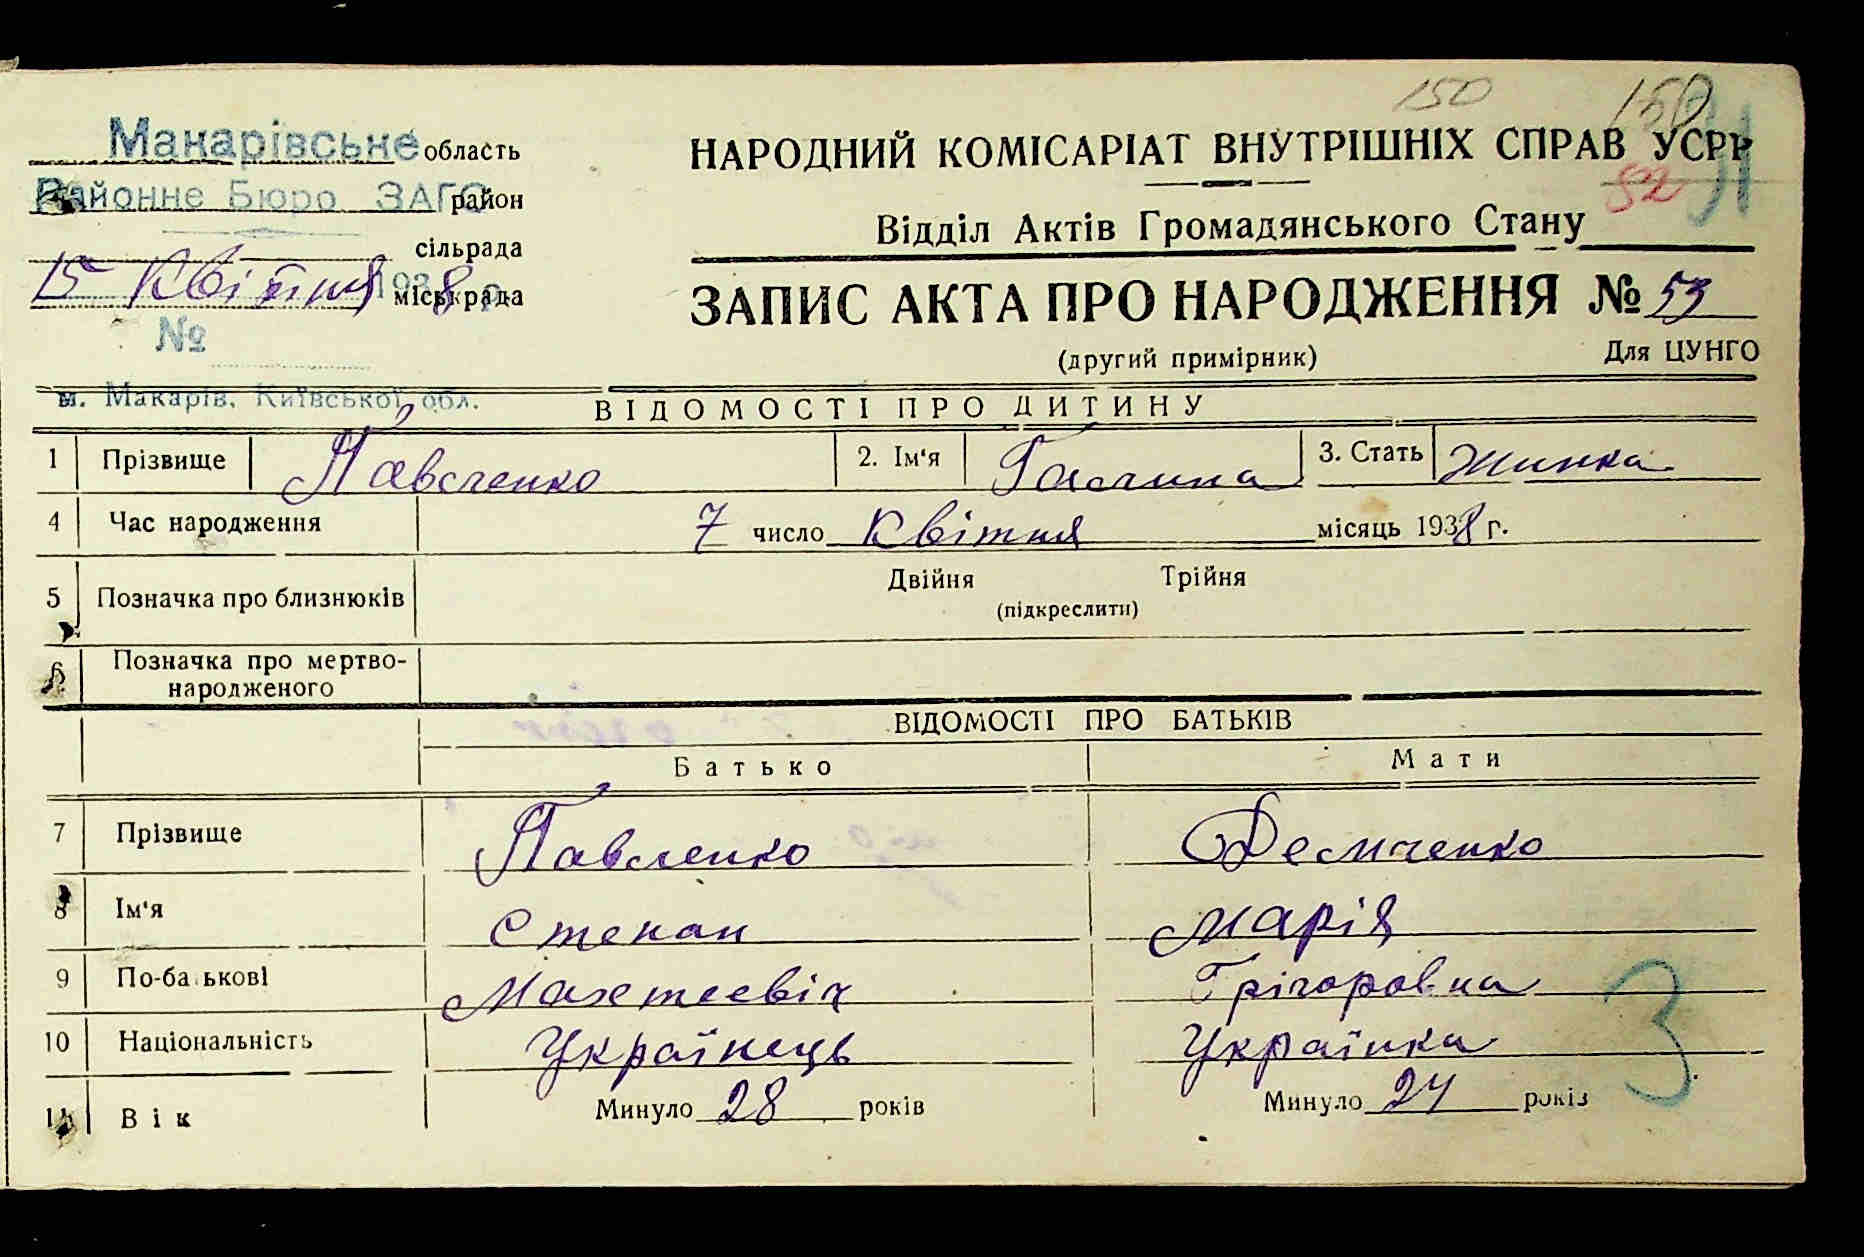 150 150
Макарівське область
НАРОДНИЙ КОМІСАРІАТ ВНУТРІШНІХ СПРАВ УСРР
Районне Бюро ЗАГС район
82
31
Відділ Актів Громадянського Стану
сільрада
15 Квітня 1938 р міськрада
ЗАПИС АКТА ПРО НАРОДЖЕННЯ № 53
№
(другий примірник) Для ЦУНГО
м. Макарів, Київської обл.
ВІДОМОСТІ ПРО ДИТИНУ
1 Прізвище Павленко 2. Ім'я Галина 3. Стать жинка
4 Час народження 7 число Квітня місяць 1938 г.
5 Позначка про близнюків Двійня Трійня
(підкреслити)
6 Позначка про мертво-
народженого
ВІДОМОСТІ ПРО БАТЬКІВ
Батько Мати
7 Прізвище Павленко Демченко
8 Ім'я Степан Марія
9 По-батькові Григоровна
10 Національність Українець Українка
11 Вік Минуло 28 років Минуло 24 років
3